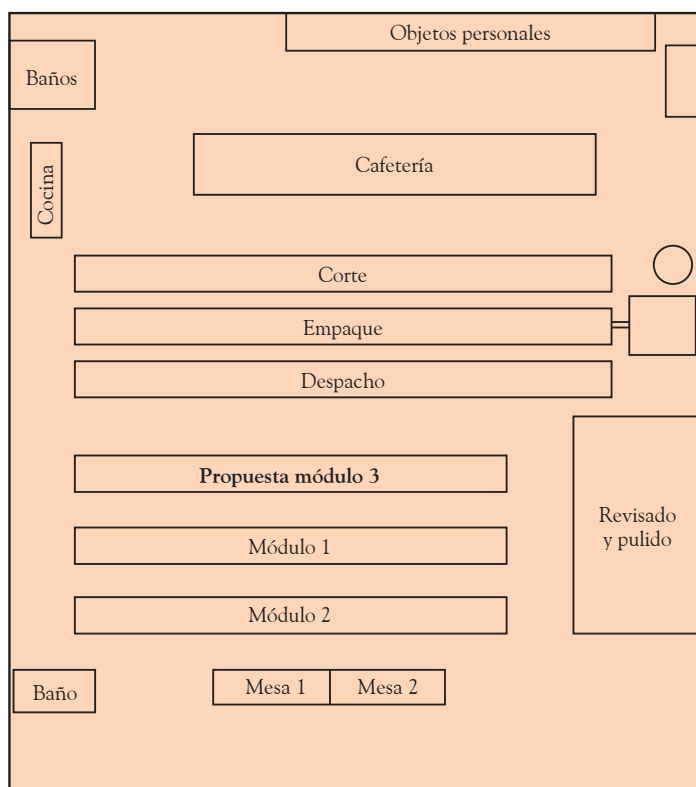 Objetos personales
Baños
Cafetería
Cocina
Corte
Empaque
Despacho
Propuesta módulo 3
Revisado
y pulido
Módulo 1
Módulo 2
Baño
Mesa 1
Mesa 2